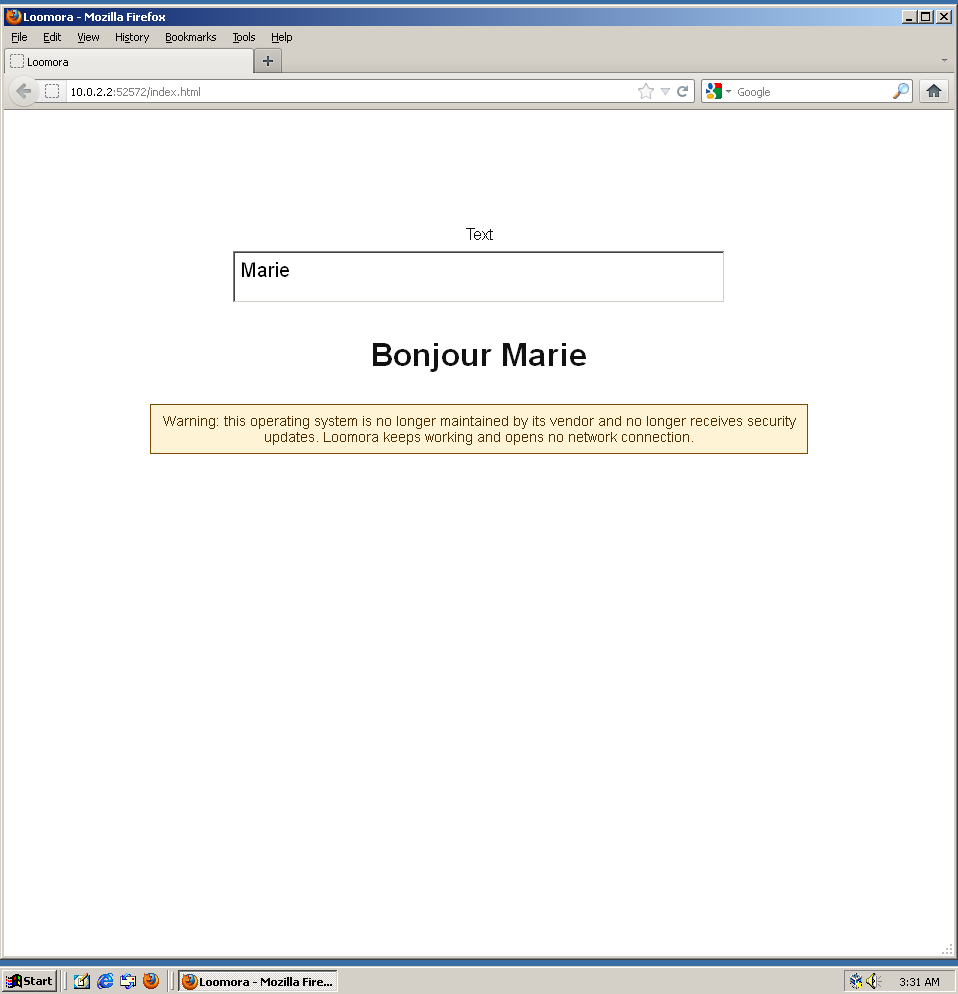 Loomora - Mozilla Firefox
File Edit View History Bookmarks Tools Help
Loomora
10.0.2.2:52572/index.html
Google
Text
Marie
Bonjour Marie
Warning: this operating system is no longer maintained by its vendor and no longer receives security
updates. Loomora keeps working and opens no network connection.
Start
Loomora - Mozilla Fire...
3:31 AM